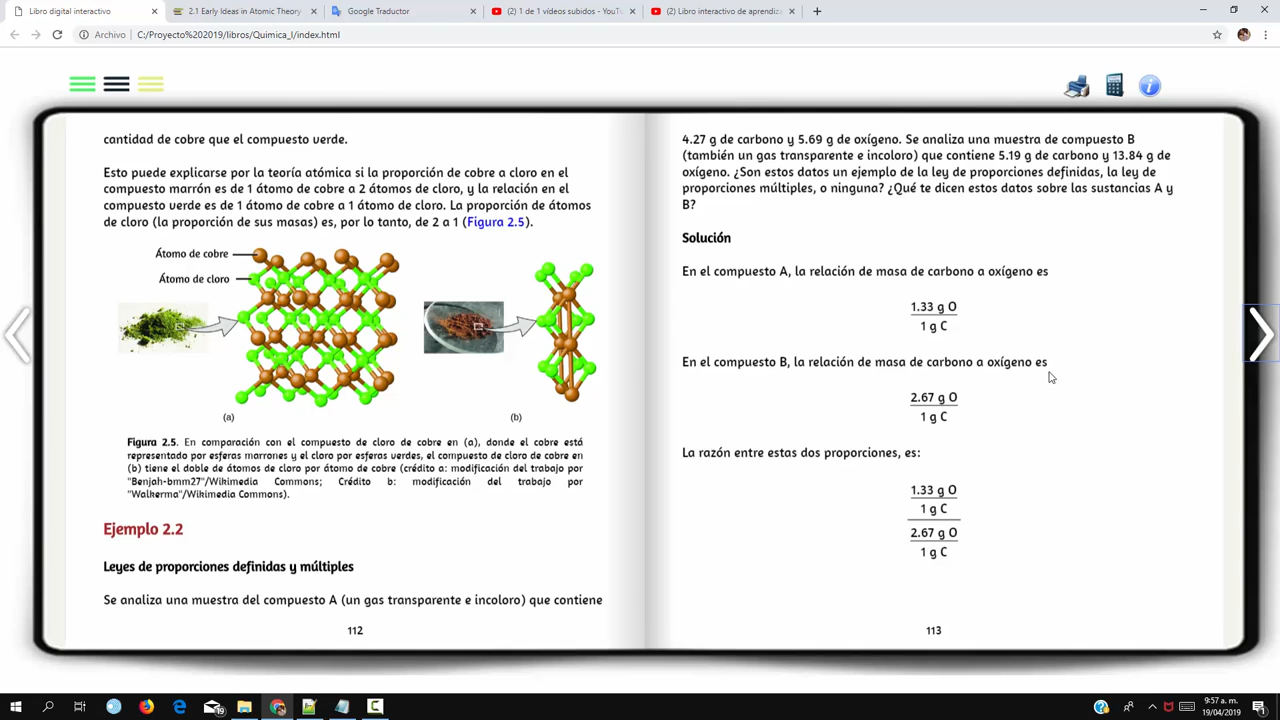 Libro digital interactivo
2.1 Early Ideas in Atomic Theory
Google Traductor
(2) 1 de 1 vídeos subidos - YouTu
(2) Libro interactivo de aprendiza
Archivo | C:/Proyecto%202019/libros/Quimica_I/index.html
cantidad de cobre que el compuesto verde.
Esto puede explicarse por la teoría atómica si la proporción de cobre a cloro en el
compuesto marrón es de 1 átomo de cobre a 2 átomos de cloro, y la relación en el
compuesto verde es de 1 átomo de cobre a 1 átomo de cloro. La proporción de átomos
de cloro (la proporción de sus masas) es, por lo tanto, de 2 a 1 (Figura 2.5).
Átomo de cobre
Átomo de cloro
(a)
(b)
Figura 2.5. En comparación con el compuesto de cloro de cobre en (a), donde el cobre está
representado por esferas marrones y el cloro por esferas verdes, el compuesto de cloro de cobre en
(b) tiene el doble de átomos de cloro por átomo de cobre (crédito a: modificación del trabajo por
"Benjah-bmm27"/Wikimedia Commons; Crédito b: modificación del trabajo por
"Walkerma"/Wikimedia Commons).
Ejemplo 2.2
Leyes de proporciones definidas y múltiples
Se analiza una muestra del compuesto A (un gas transparente e incoloro) que contiene
112
4.27 g de carbono y 5.69 g de oxígeno. Se analiza una muestra de compuesto B
(también un gas transparente e incoloro) que contiene 5.19 g de carbono y 13.84 g de
oxígeno. ¿Son estos datos un ejemplo de la ley de proporciones definidas, la ley de
proporciones múltiples, o ninguna? ¿Qué te dicen estos datos sobre las sustancias A y
B?
Solución
En el compuesto A, la relación de masa de carbono a oxígeno es
1.33 g O
1 g C
En el compuesto B, la relación de masa de carbono a oxígeno es
2.67 g O
1 g C
La razón entre estas dos proporciones, es:
1.33 g O
1 g C
2.67 g O
1 g C
113
9:57 a. m.
19/04/2019